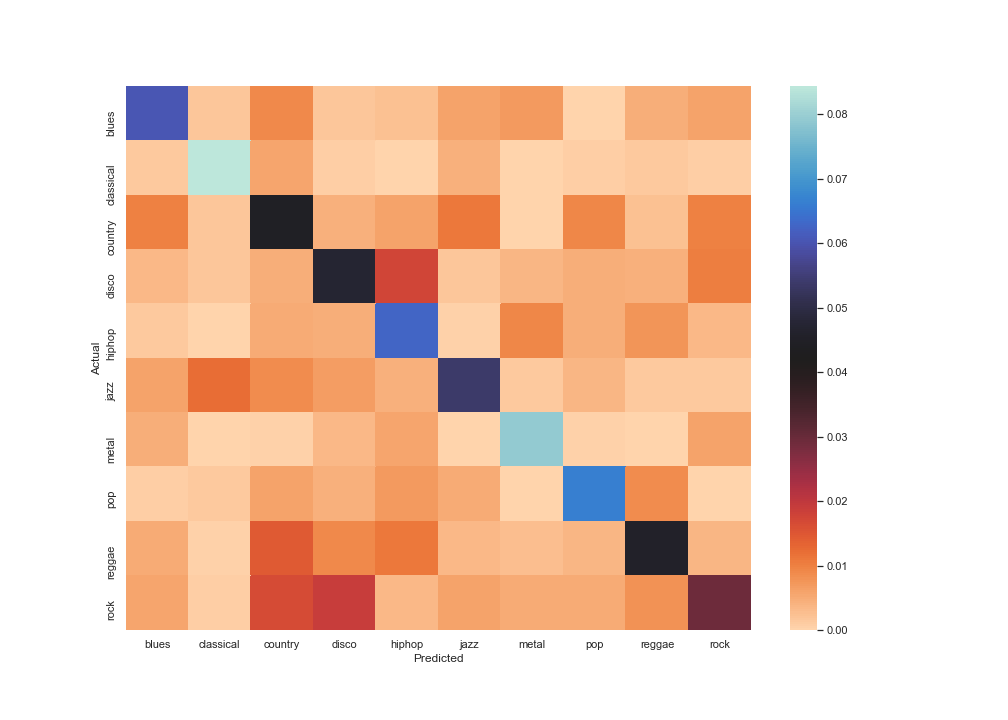 Actual
blues
classical
country
disco
hiphop
jazz
metal
pop
reggae
rock
blues classical country disco hiphop jazz metal pop reggae rock
Predicted
0.08
0.07
0.06
0.05
0.04
0.03
0.02
0.01
0.00